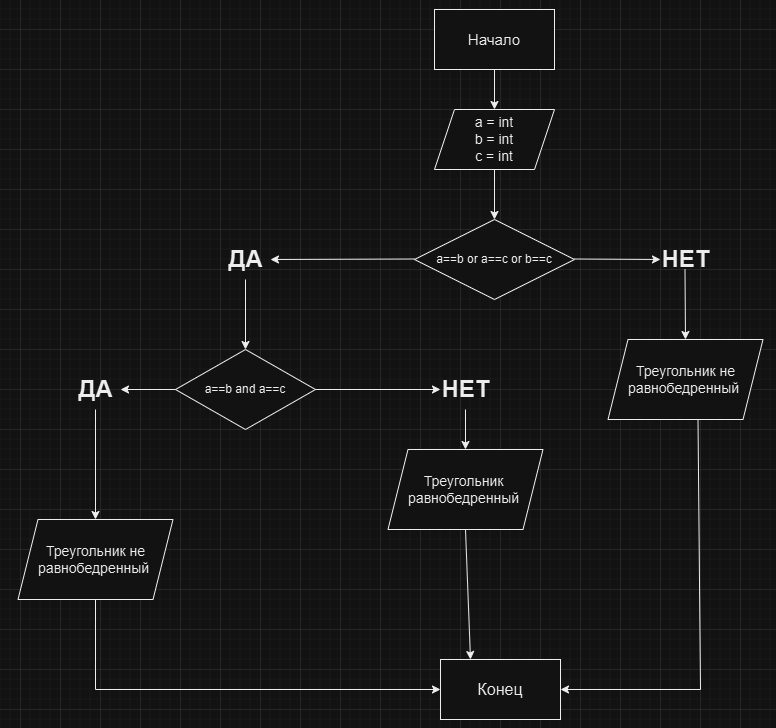 Начало
a = int
b = int
c = int
ДА
a==b or a==c or b==c
НЕТ
Треугольник не
равнобедренный
ДА
a==b and a==c
НЕТ
Треугольник
равнобедренный
Треугольник не
равнобедренный
Конец